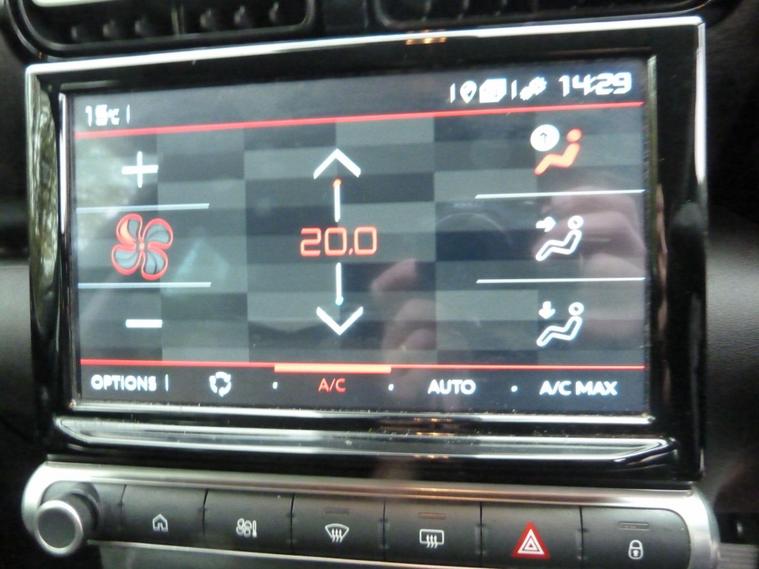 15°C
14:29
20.0
OPTIONS
A/C
AUTO
A/C MAX